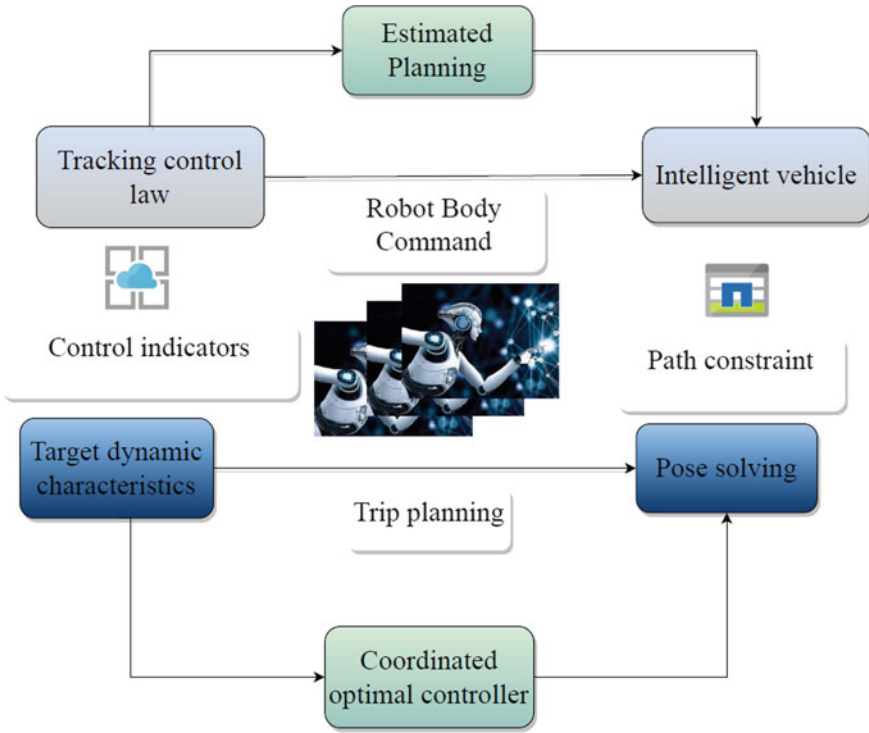 Estimated
Planning
Tracking control
law
Intelligent vehicle
Robot Body
Command
Control indicators
Path constraint
Target dynamic
characteristics
Pose solving
Trip planning
Coordinated
optimal controller